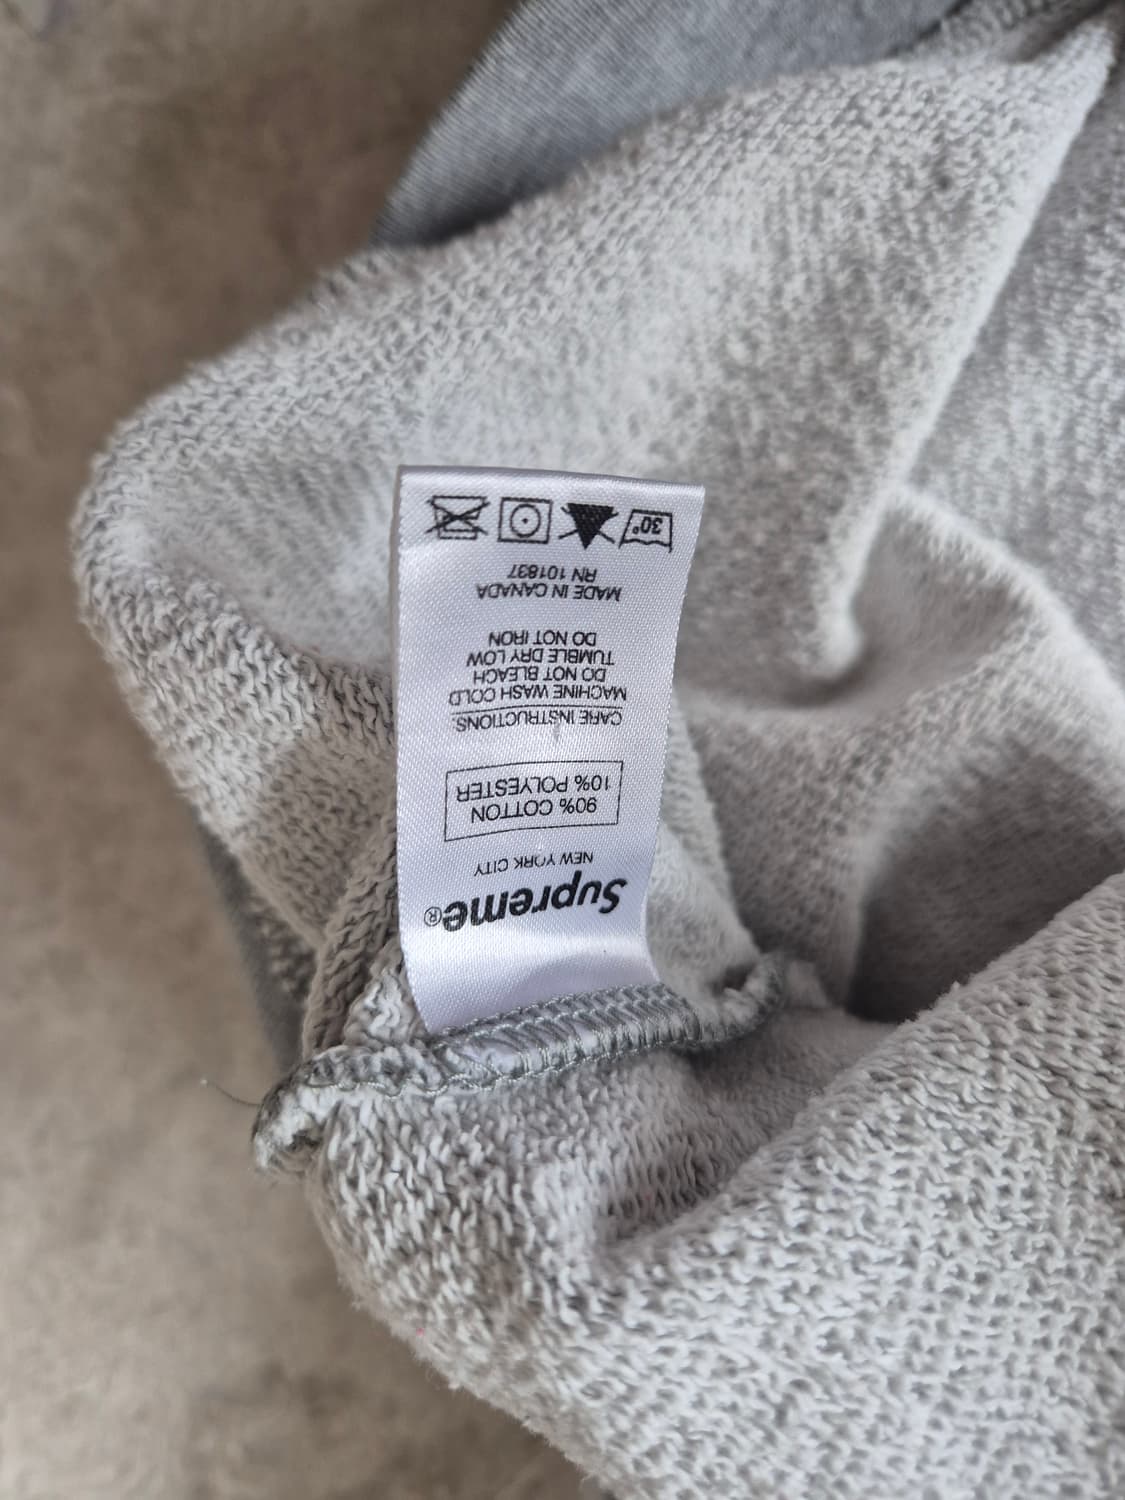 Supreme®
NEW YORK CITY
90% COTTON
10% POLYESTER
CARE INSTRUCTIONS:
MACHINE WASH COLD
DO NOT BLEACH
TUMBLE DRY LOW
DO NOT IRON
MADE IN CANADA
RN 101837
30°